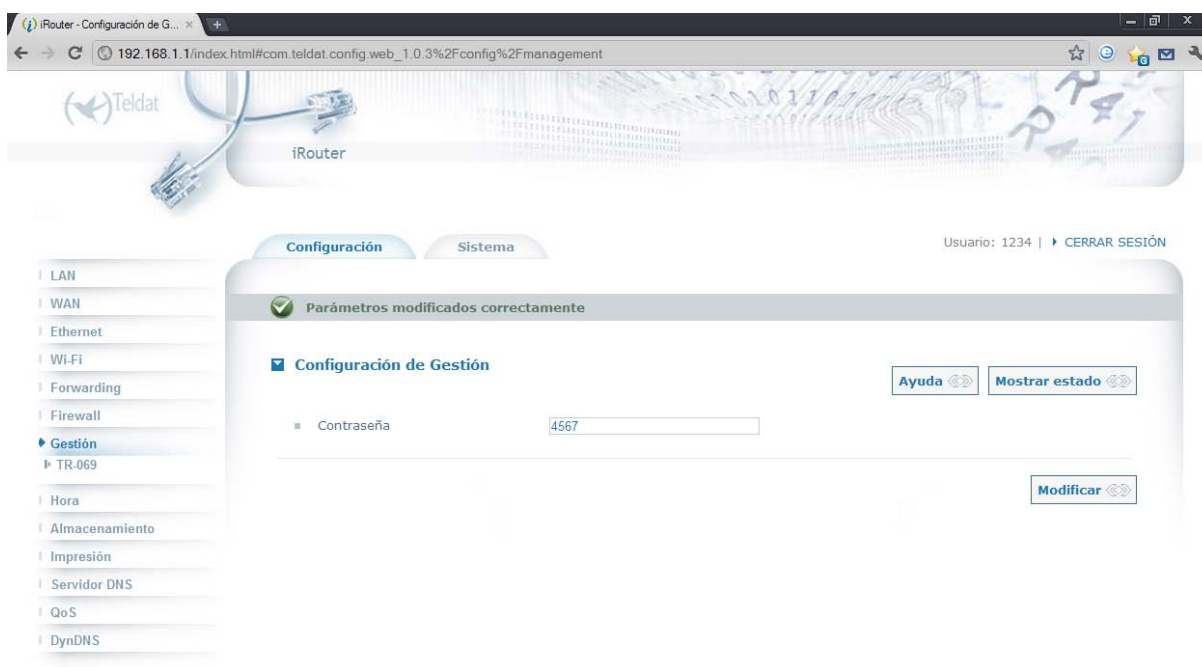 iRouter - Configuración de G...
192.168.1.1/index.html#com.teldat.config.web_1.0.3%2Fconfig%2Fmanagement
Teldat
iRouter
Configuración
Sistema
Usuario: 1234 | CERRAR SESIÓN
LAN
WAN
Ethernet
Wi-Fi
Forwarding
Firewall
Gestión
TR-069
Hora
Almacenamiento
Impresión
Servidor DNS
QoS
DynDNS
Parámetros modificados correctamente
Configuración de Gestión
Ayuda
Mostrar estado
Contraseña
4567
Modificar